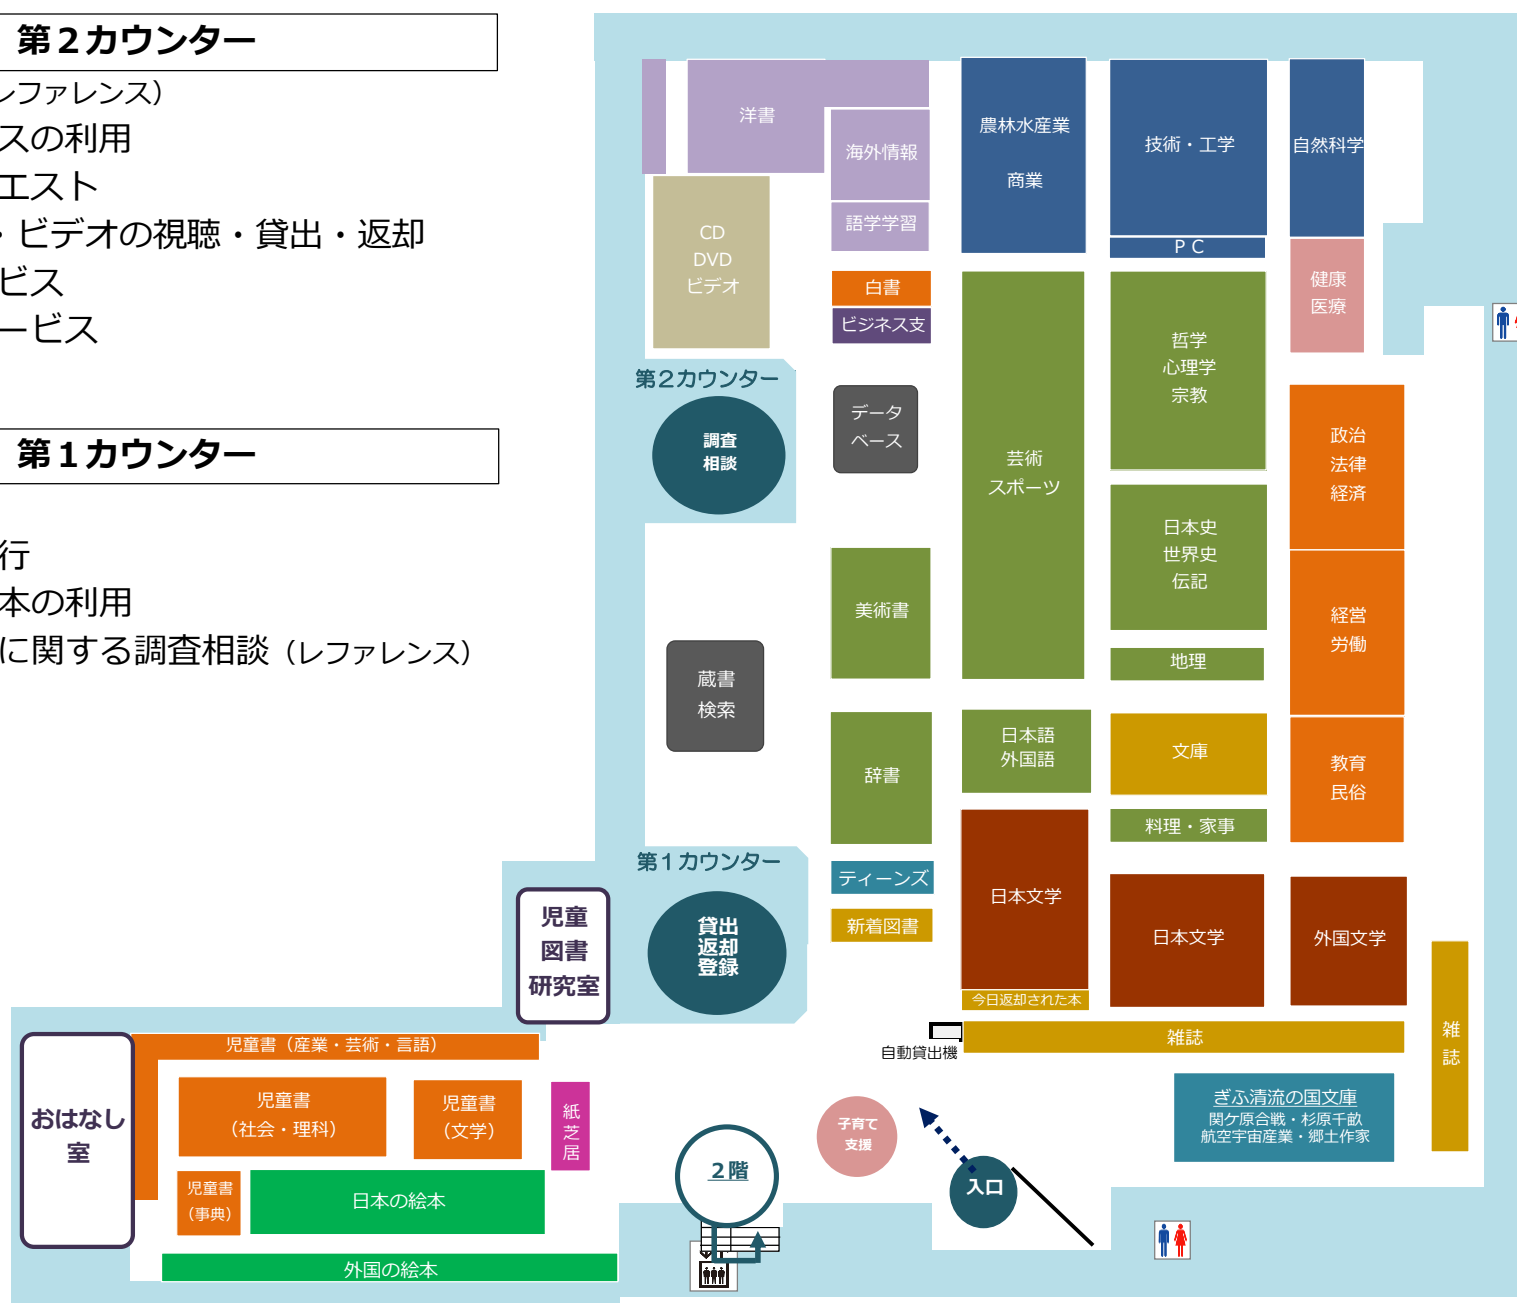 第２カウンター
レファレンス）
スの利用
エスト
・ビデオの視聴・貸出・返却
ビス
ービス
第１カウンター
行
本の利用
に関する調査相談（レファレンス）
洋書
海外情報
語学学習
農林水産業
商業
技術・工学
ＰＣ
自然科学
健康
医療
CD
DVD
ビデオ
白書
ビジネス支
第２カウンター
調査
相談
データ
ベース
芸術
スポーツ
哲学
心理学
宗教
政治
法律
経済
日本史
世界史
伝記
地理
経営
労働
美術書
蔵書
検索
辞書
日本語
外国語
文庫
料理・家事
教育
民俗
第１カウンター
貸出
返却
登録
ティーンズ
新着図書
日本文学
今日返却された本
日本文学
外国文学
雑誌
雑
誌
自動貸出機
児童
図書
研究室
おはなし
室
児童書（産業・芸術・言語）
児童書
（社会・理科）
児童書
（文学）
紙
芝
居
児童書
（事典）
日本の絵本
外国の絵本
２階
子育て
支援
入口
ぎふ清流の国文庫
関ケ原合戦・杉原千畝
航空宇宙産業・郷土作家